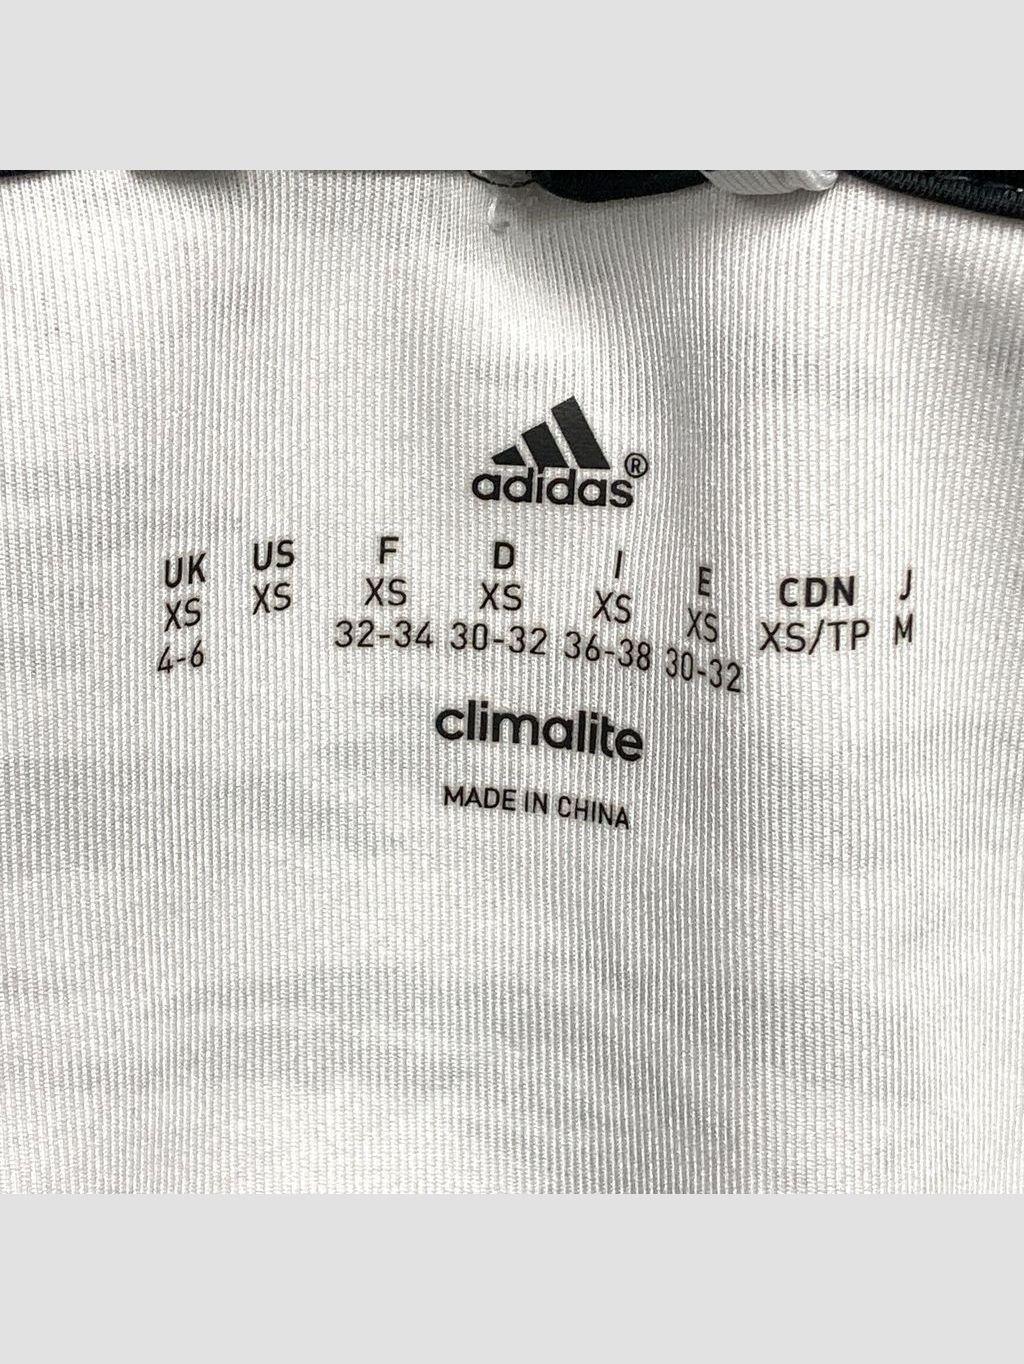 adidas®
UK US F D I E CDN J
XS XS XS XS XS XS XS/TP M
4-6 32-34 30-32 36-38 30-32
climalite
MADE IN CHINA